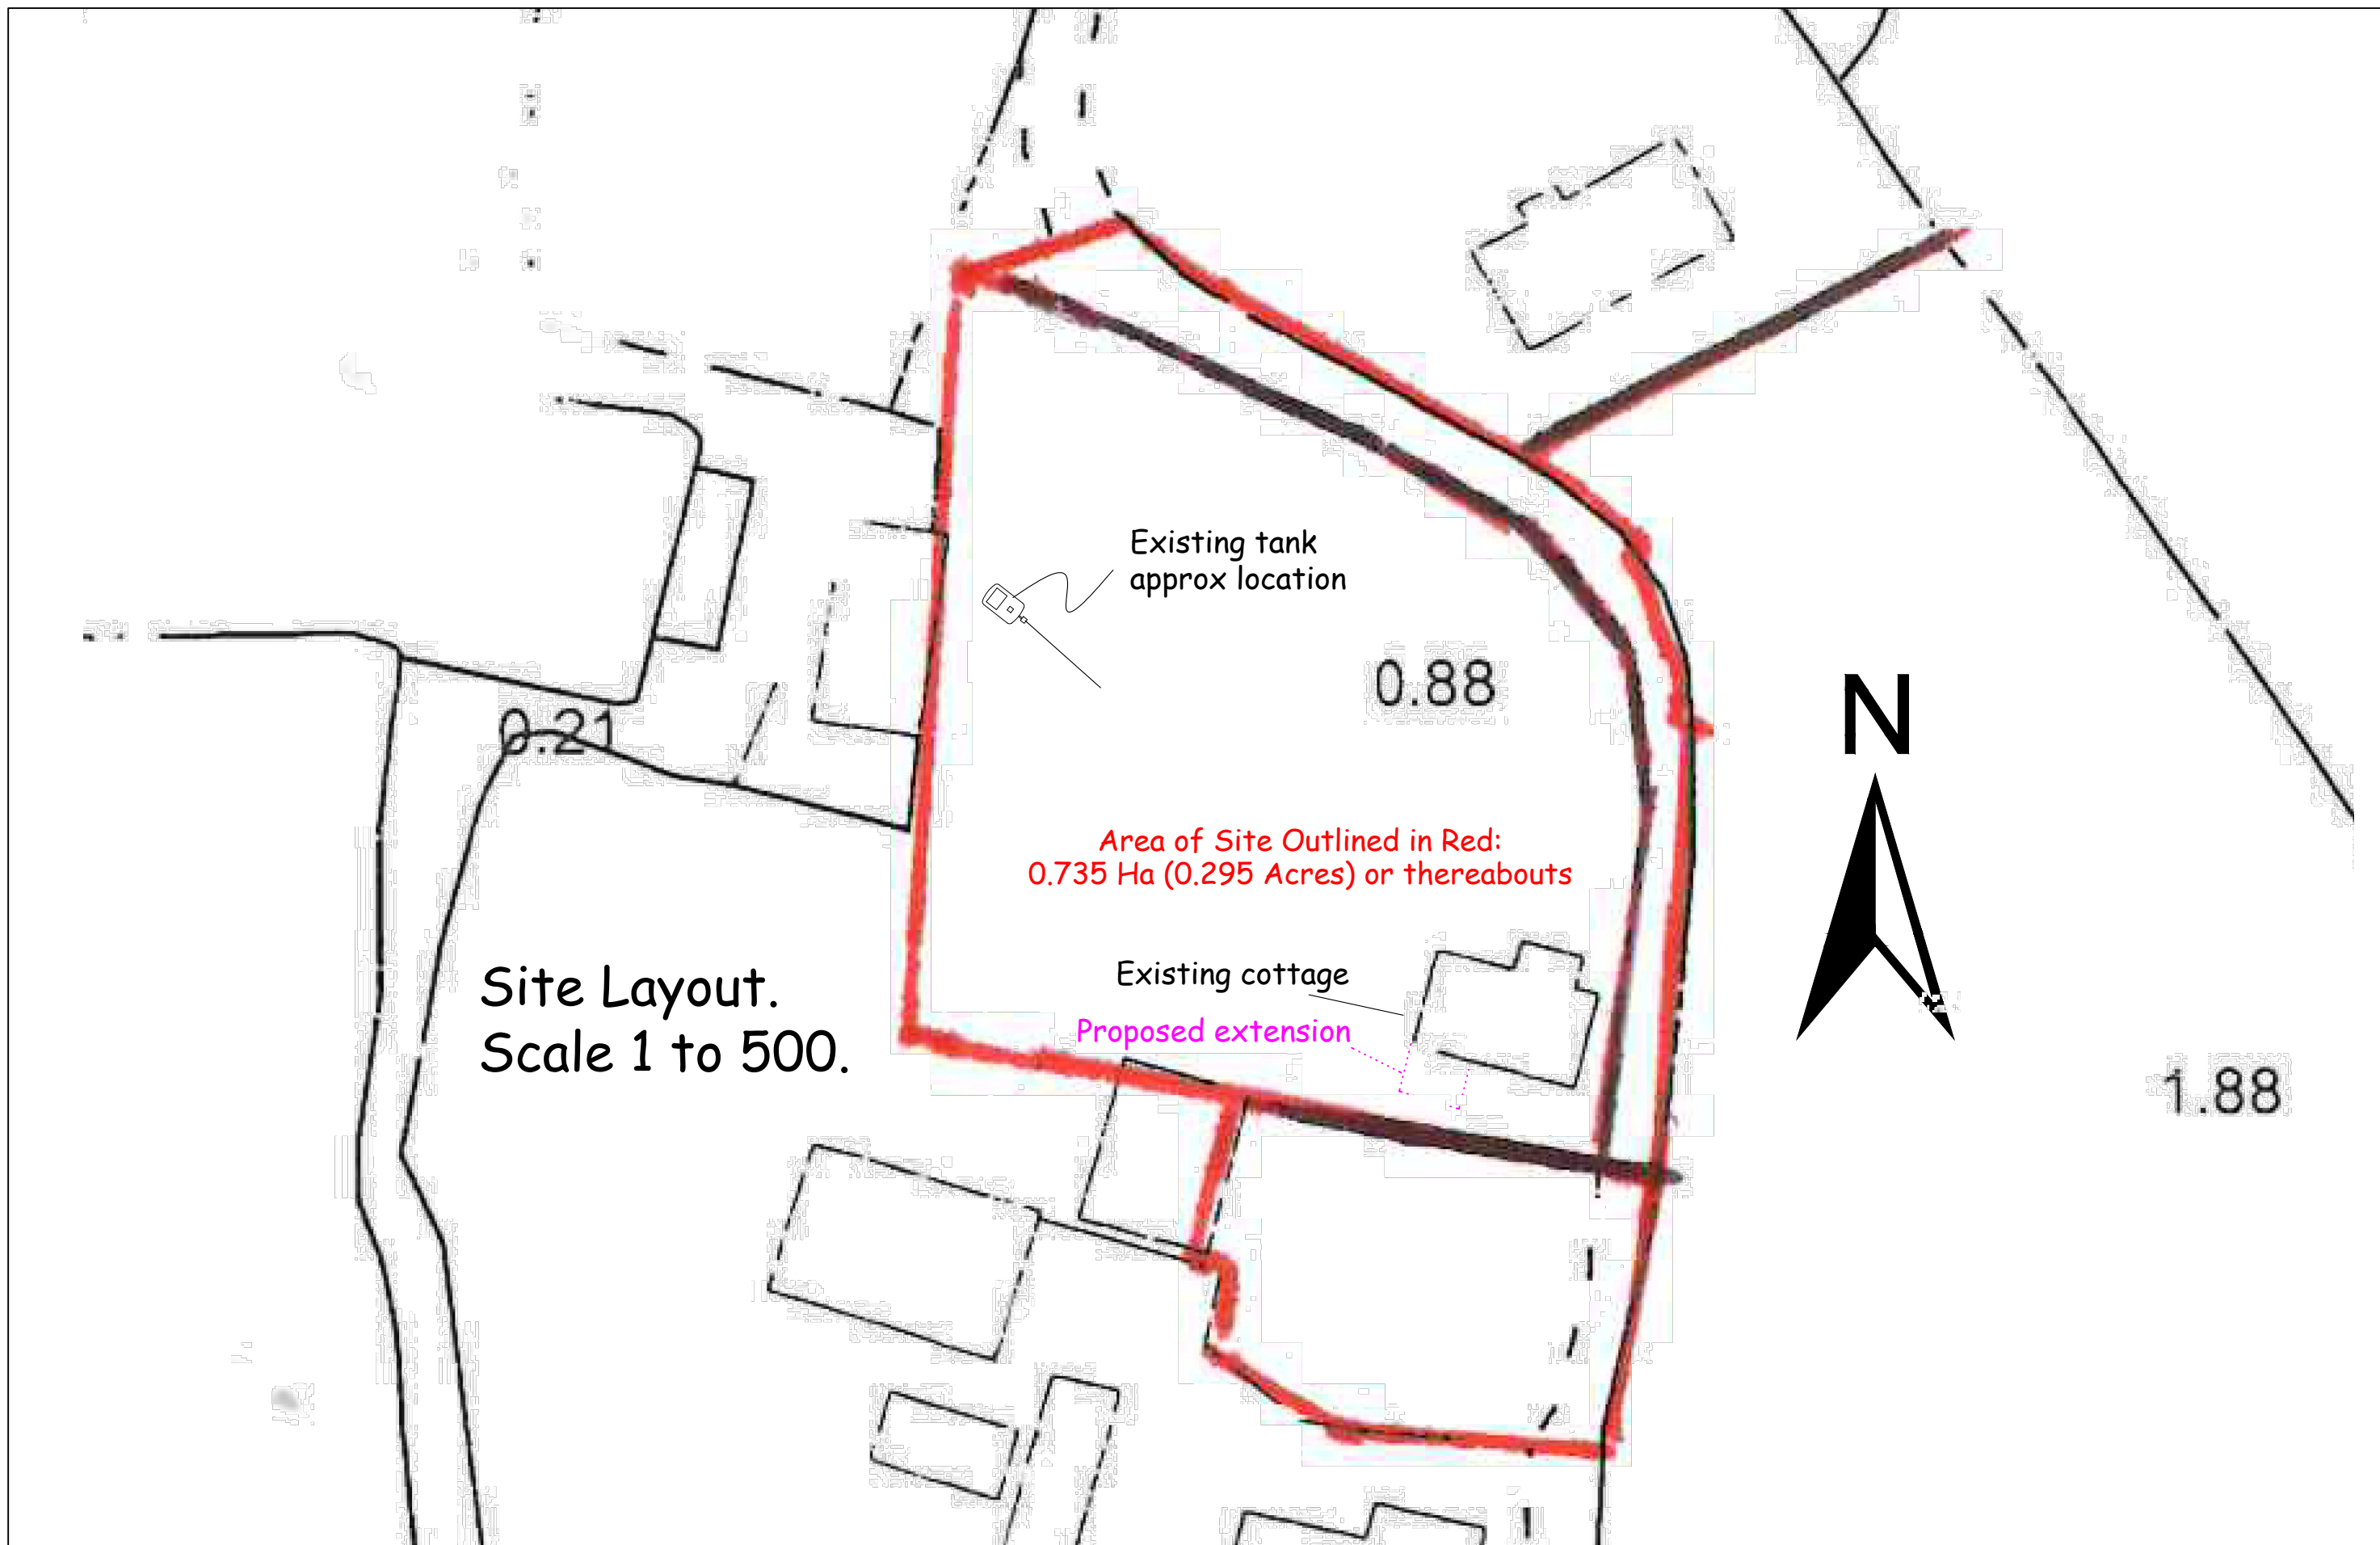 Existing tank
approx location
0.88
0.21
N
Area of Site Outlined in Red:
0.735 Ha (0.295 Acres) or thereabouts
Site Layout.
Scale 1 to 500.
Existing cottage
Proposed extension
1.88